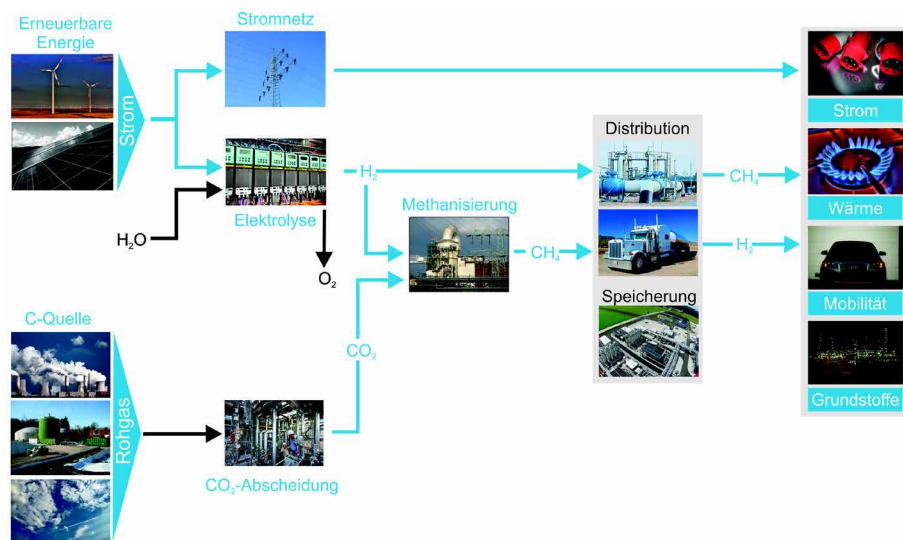 Erneuerbare
Energie
Strom
Stromnetz
Strom
Elektrolyse
H₂O
O₂
H₂
Methanisierung
CH₄
Distribution
Speicherung
CH₄
H₂
Wärme
Mobilität
Grundstoffe
C-Quelle
Rohgas
CO₂
CO₂-Abscheidung